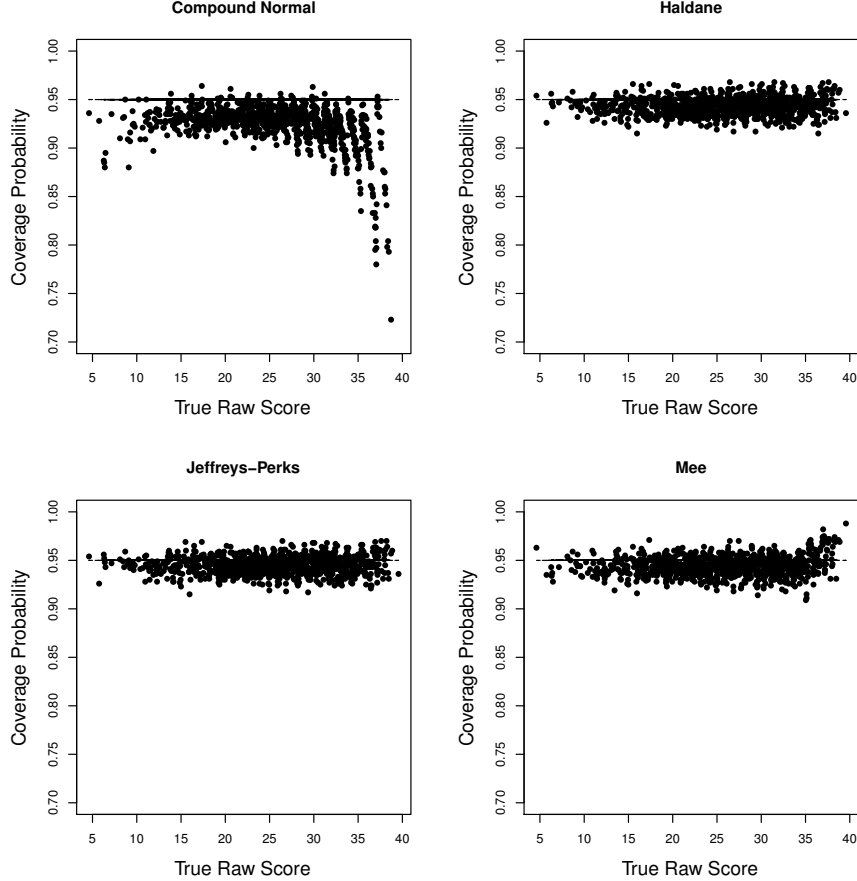 Compound Normal
Coverage Probability
1.00
0.95
0.90
0.85
0.80
0.75
0.70
5 10 15 20 25 30 35 40
True Raw Score
Haldane
Coverage Probability
1.00
0.95
0.90
0.85
0.80
0.75
0.70
5 10 15 20 25 30 35 40
True Raw Score
Jeffreys−Perks
Coverage Probability
1.00
0.95
0.90
0.85
0.80
0.75
0.70
5 10 15 20 25 30 35 40
True Raw Score
Mee
Coverage Probability
1.00
0.95
0.90
0.85
0.80
0.75
0.70
5 10 15 20 25 30 35 40
True Raw Score